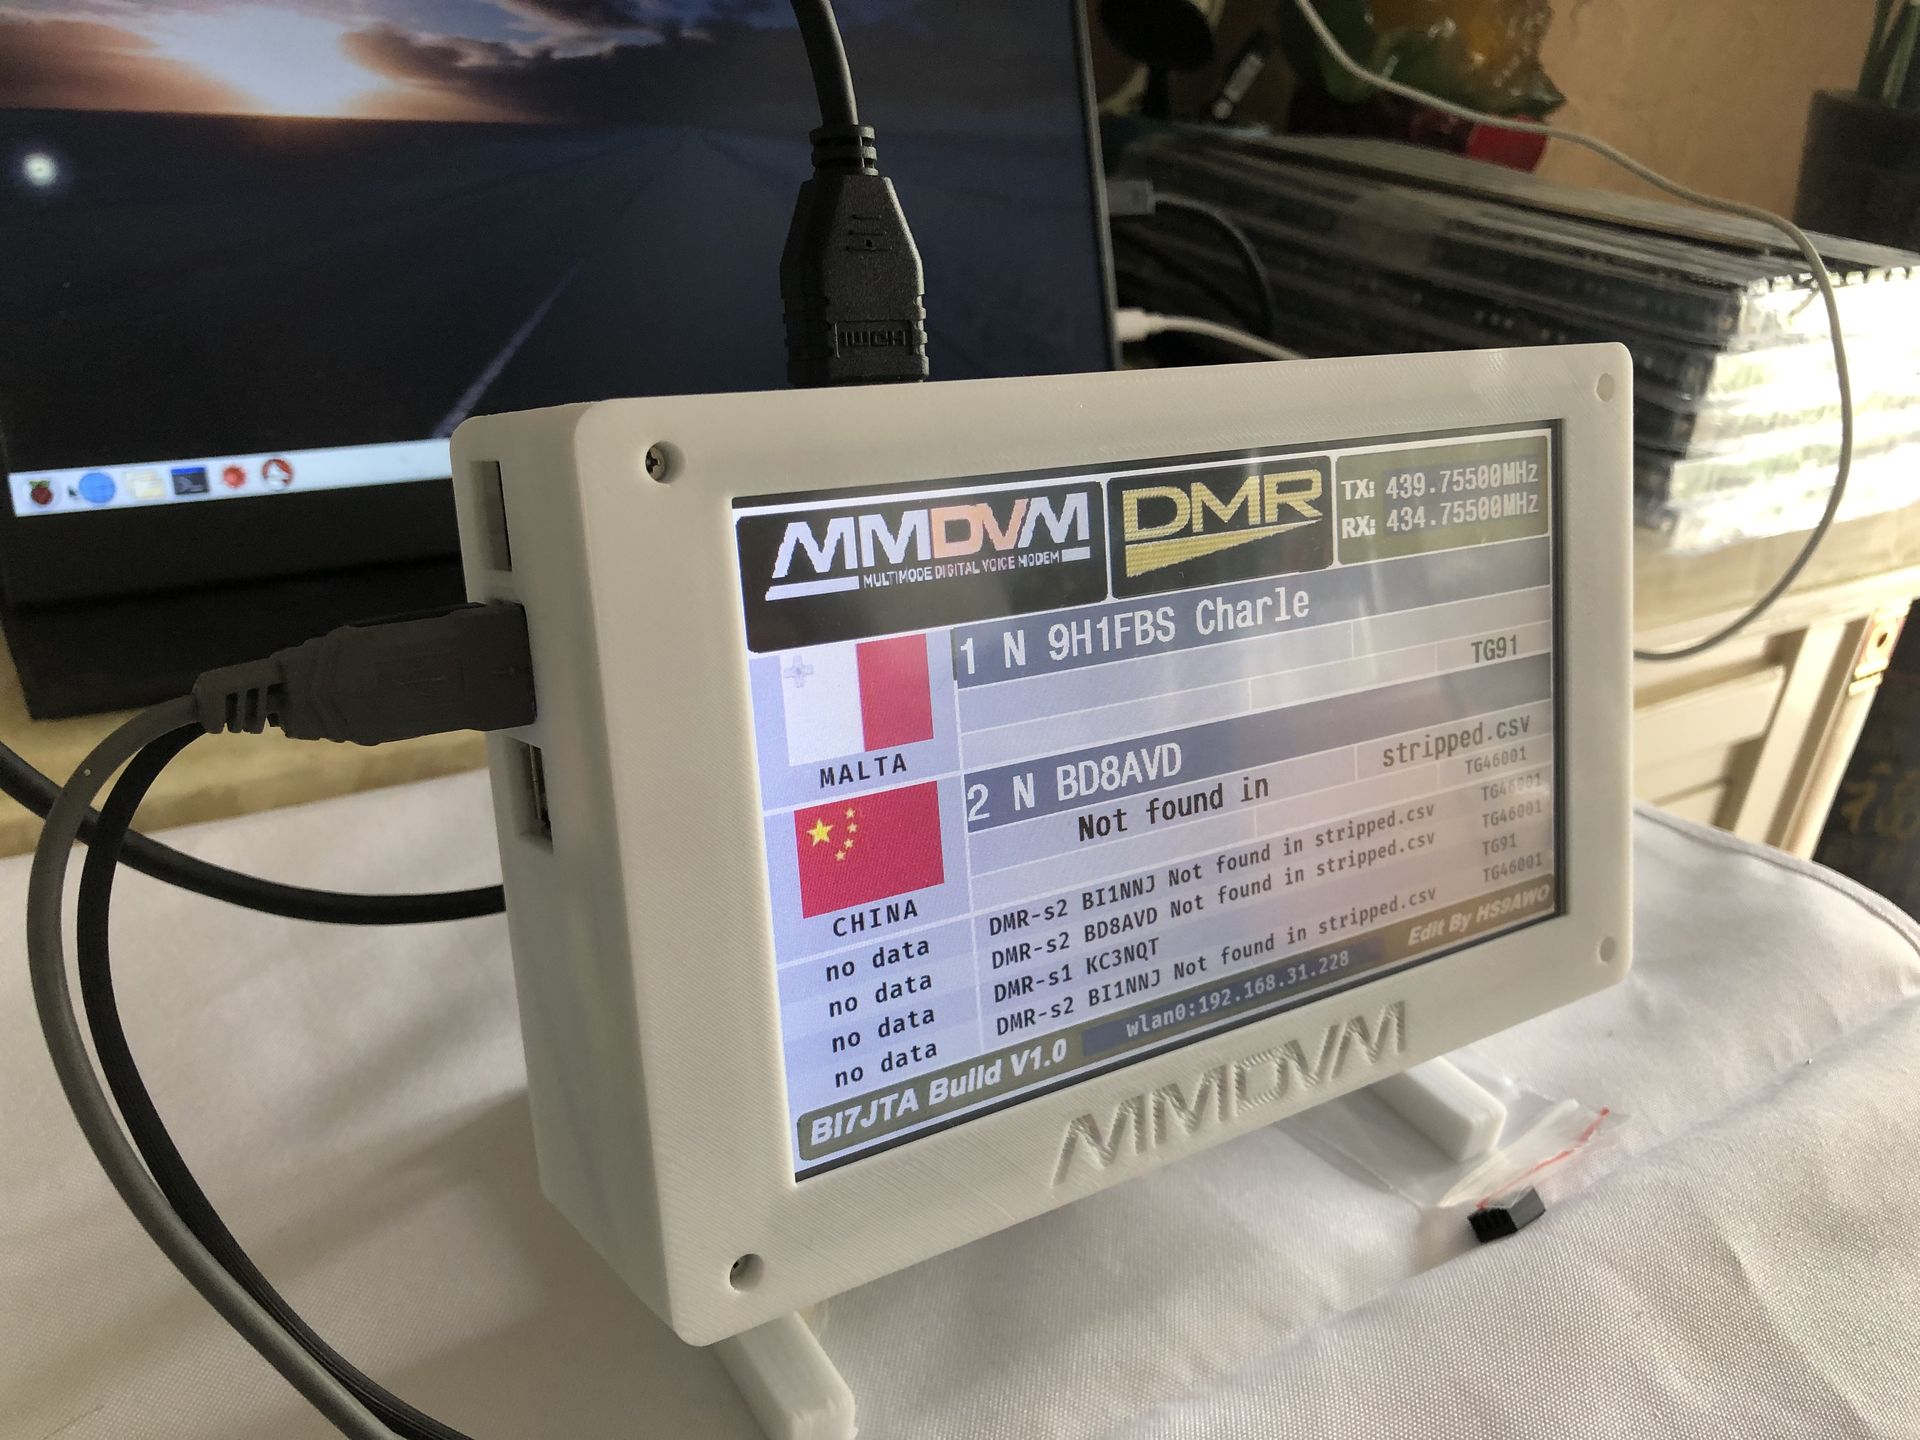 HDMI
MMDVM
MULTIMODE DIGITAL VOICE MODEM
DMR
TX: 439.75500MHz
RX: 434.75500MHz
1 N 9H1FBS Charle
TG91
MALTA
2 N BD8AVD
stripped.csv
Not found in
TG46001
CHINA
no data DMR-s2 BI1NNJ Not found in stripped.csv TG46001
no data DMR-s2 BD8AVD Not found in stripped.csv TG46001
no data DMR-s1 KC3NQT TG91
no data DMR-s2 BI1NNJ Not found in stripped.csv TG46001
BI7JTA Build V1.0 wlan0:192.168.31.228 Edit By HS9AWO
MMDVM